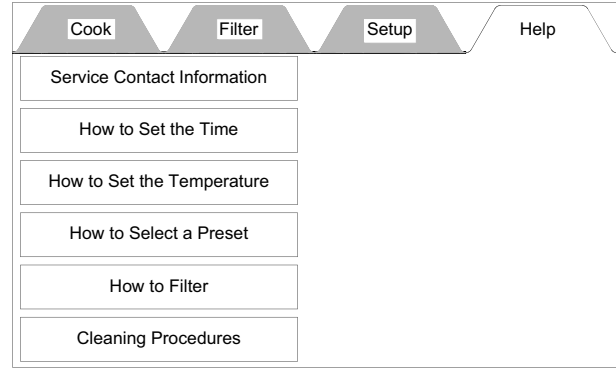 Cook Filter Setup Help
Service Contact Information
How to Set the Time
How to Set the Temperature
How to Select a Preset
How to Filter
Cleaning Procedures